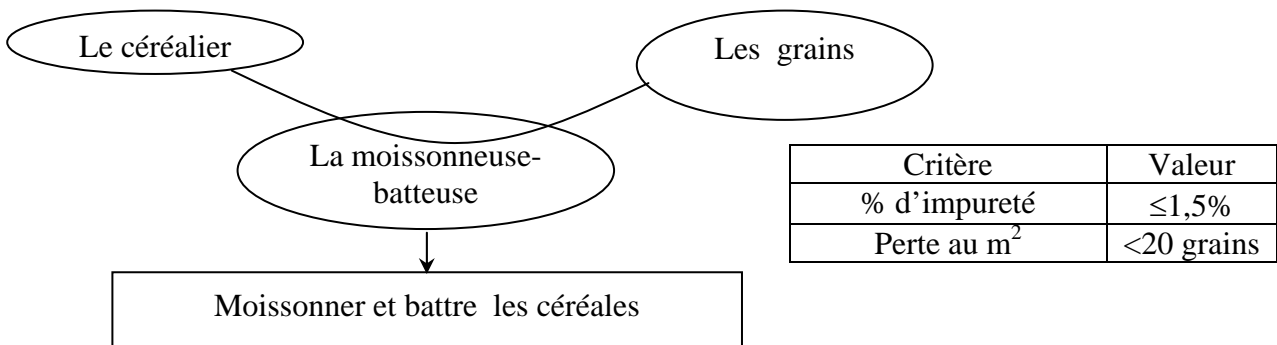 Le céréalier
Les grains
La moissonneuse-
batteuse
Critère Valeur
% d'impureté ≤1,5%
Perte au m² <20 grains
Moissonner et battre les céréales